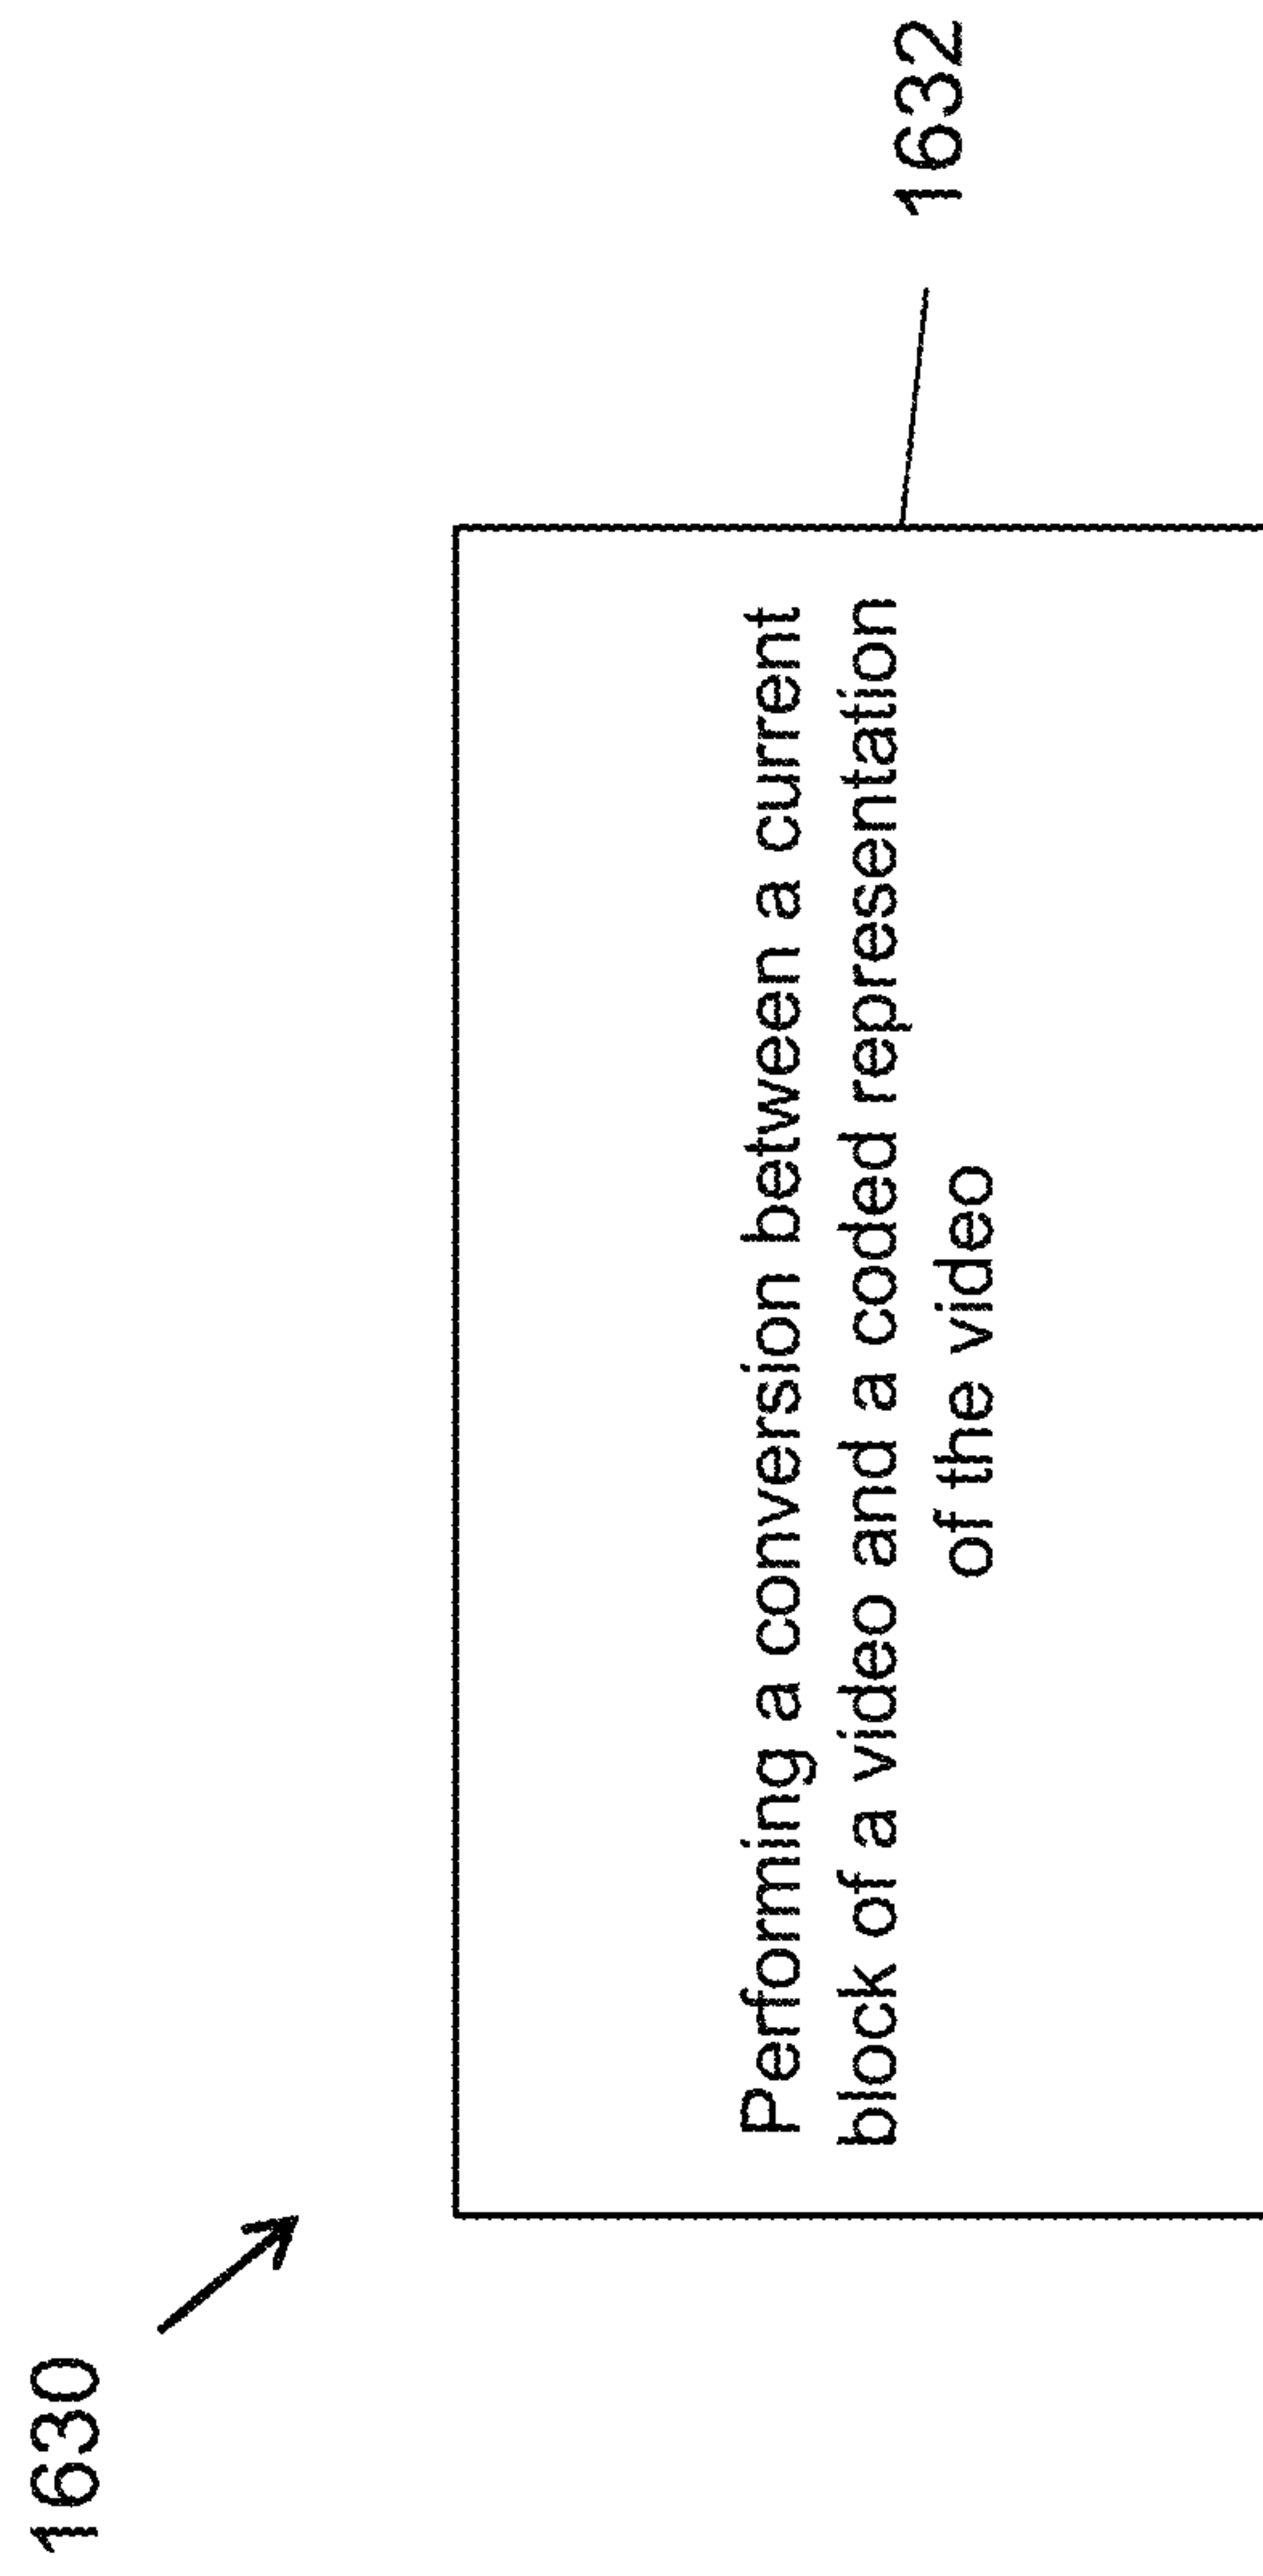 1630
Performing a conversion between a current
block of a video and a coded representation
of the video
1632